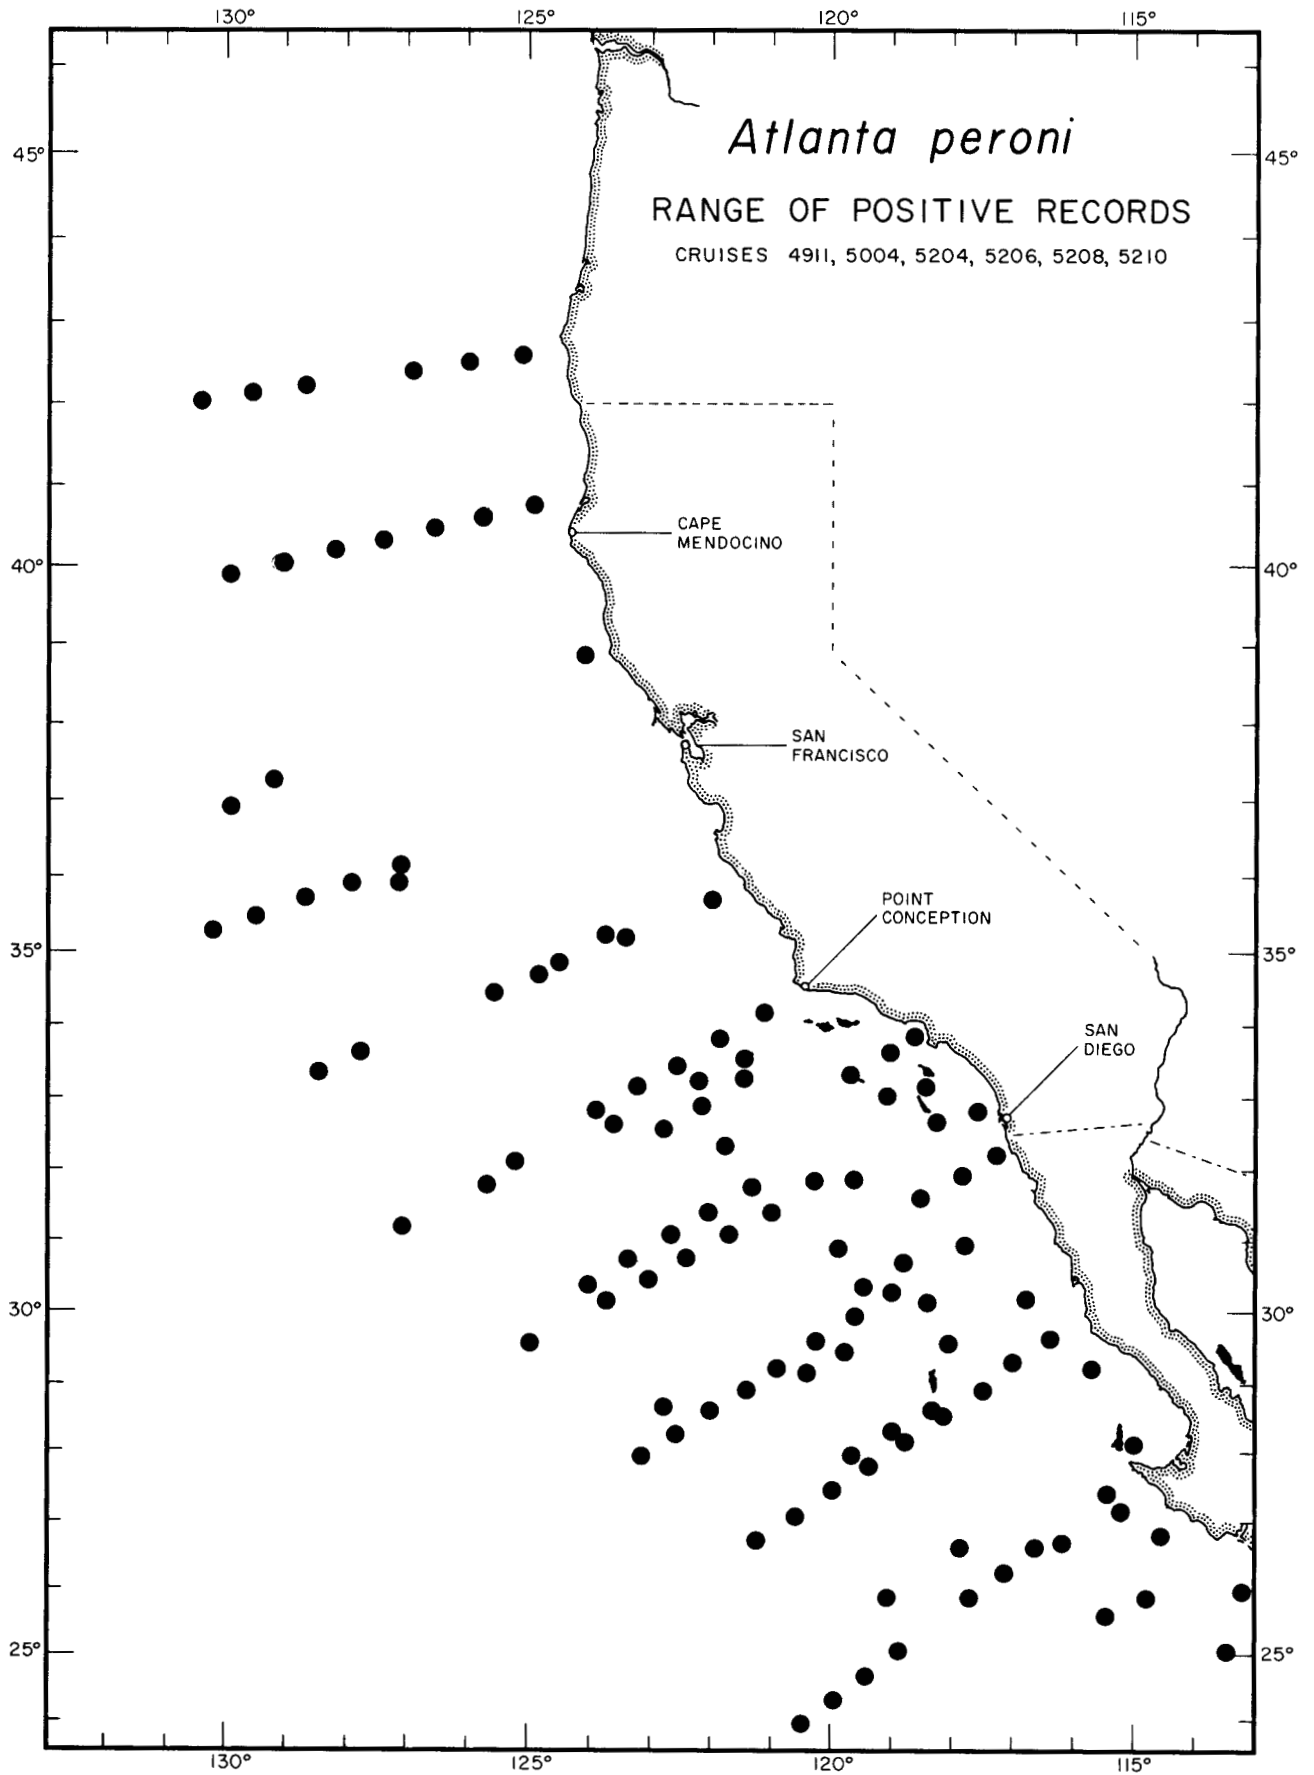 130° 125° 120° 115°
Atlanta peroni
45° 45°
RANGE OF POSITIVE RECORDS
CRUISES 4911, 5004, 5204, 5206, 5208, 5210
CAPE
MENDOCINO
40° 40°
SAN
FRANCISCO
POINT
CONCEPTION
35° 35°
SAN
DIEGO
30° 30°
25° 25°
130° 125° 120° 115°